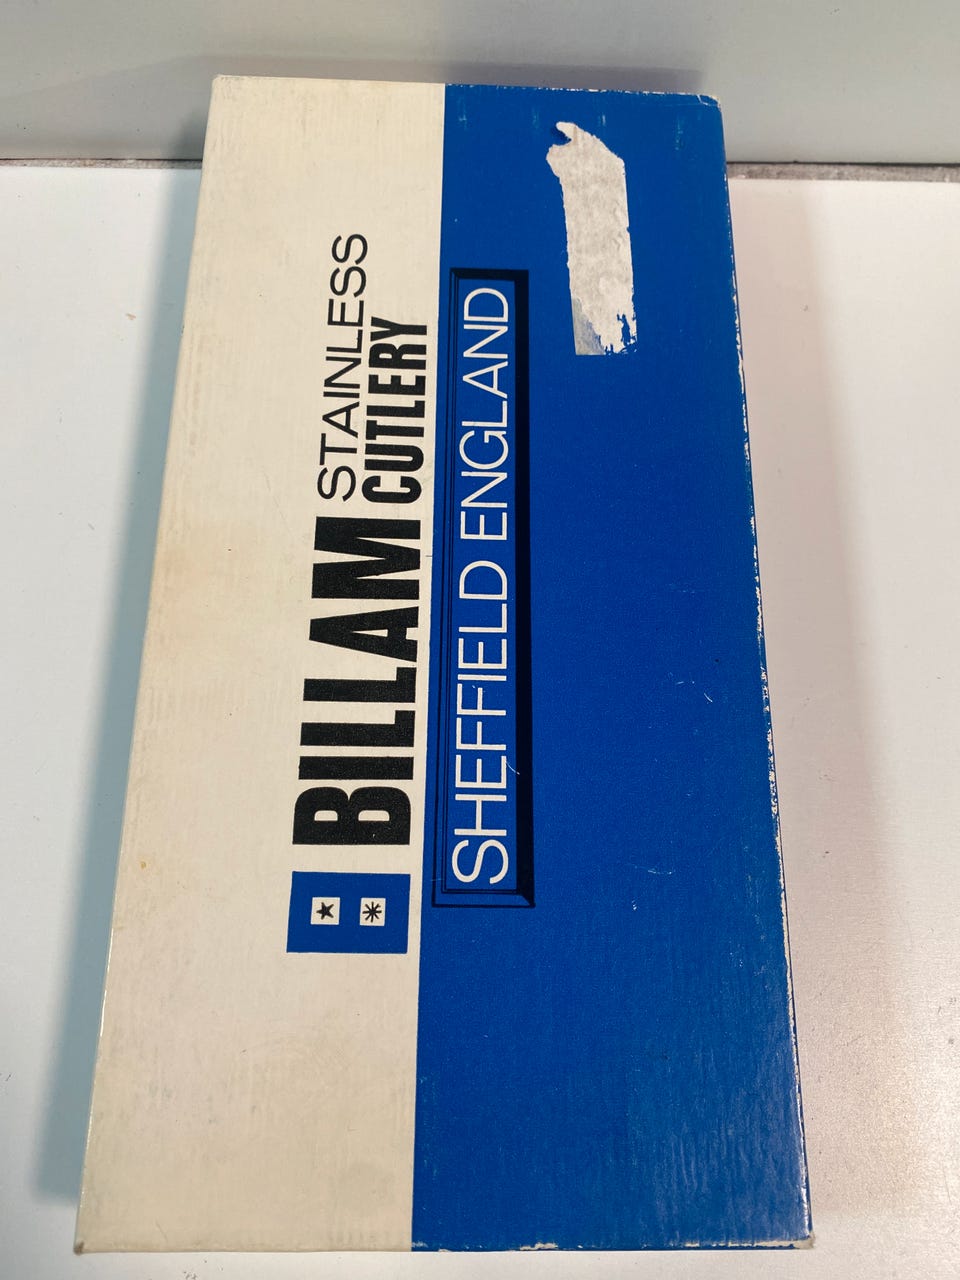 BILLAM
STAINLESS
CUTLERY
SHEFFIELD ENGLAND